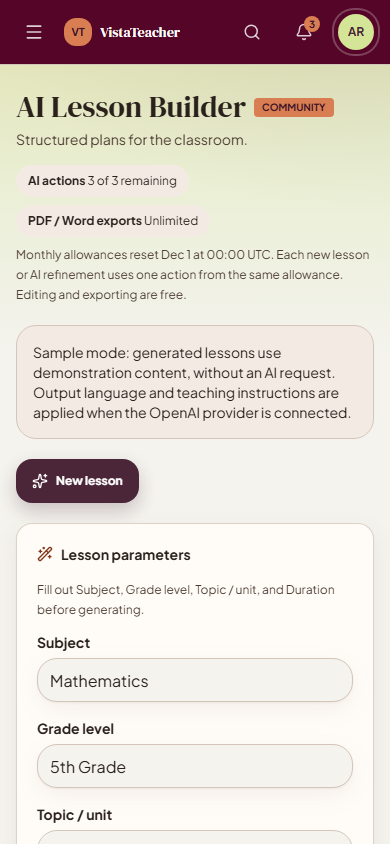 VT VistaTeacher 3 AR
AI Lesson Builder COMMUNITY
Structured plans for the classroom.
AI actions 3 of 3 remaining
PDF / Word exports Unlimited
Monthly allowances reset Dec 1 at 00:00 UTC. Each new lesson
or AI refinement uses one action from the same allowance.
Editing and exporting are free.
Sample mode: generated lessons use
demonstration content, without an AI request.
Output language and teaching instructions are
applied when the OpenAI provider is connected.
New lesson
Lesson parameters
Fill out Subject, Grade level, Topic / unit, and Duration
before generating.
Subject
Mathematics
Grade level
5th Grade
Topic / unit